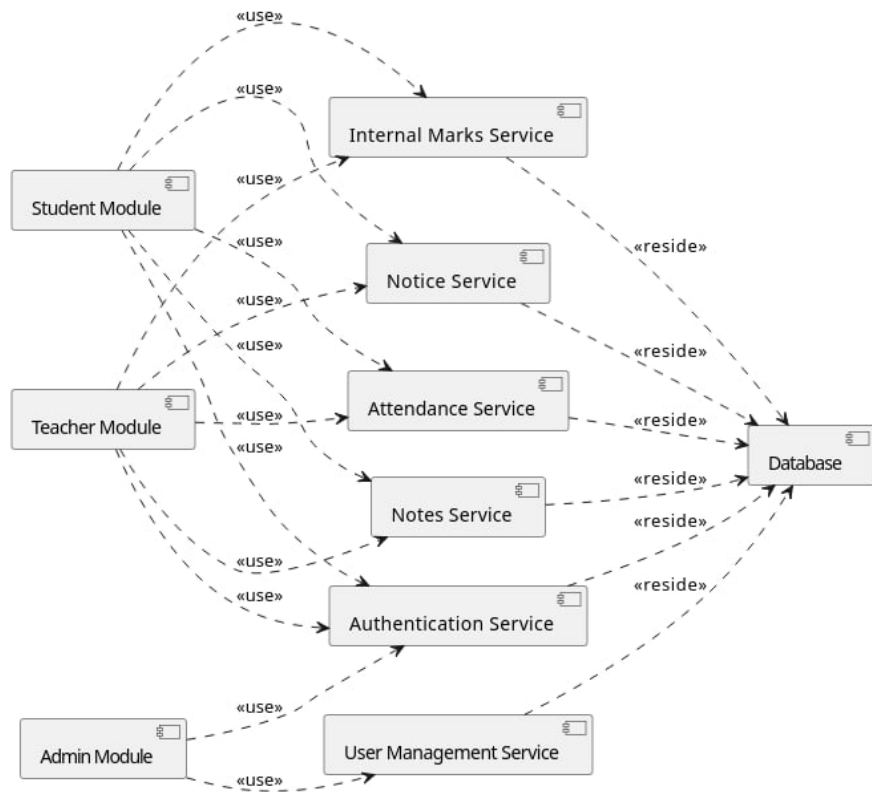 «use»
«use»
Internal Marks Service
Student Module
«use»
«use»
«reside»
Notice Service
«use»
«use»
«reside»
Teacher Module
Attendance Service
«use»
«reside»
«use»
Database
«reside»
Notes Service
«reside»
«use»
«use»
«reside»
Authentication Service
«use»
Admin Module
User Management Service
«use»